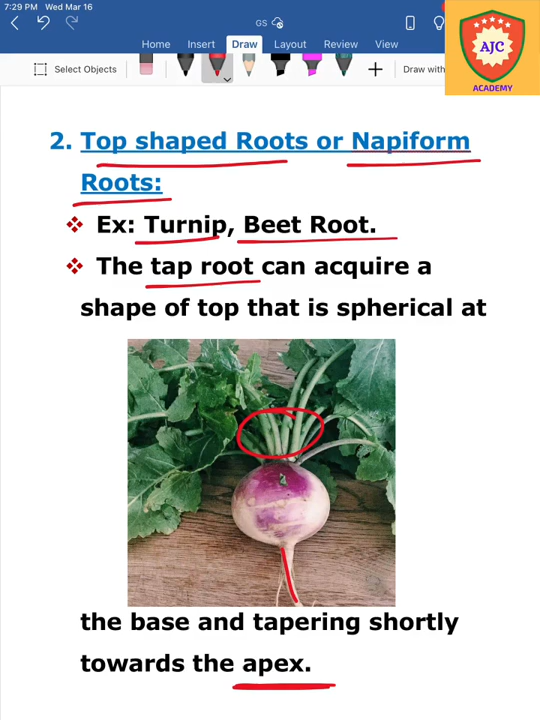 7:29 PM Wed Mar 16
GS
Home Insert Draw Layout Review View
Select Objects
Draw with
AJC
ACADEMY
2. Top shaped Roots or Napiform
Roots:
❖ Ex: Turnip, Beet Root.
❖ The tap root can acquire a
shape of top that is spherical at
the base and tapering shortly
towards the apex.